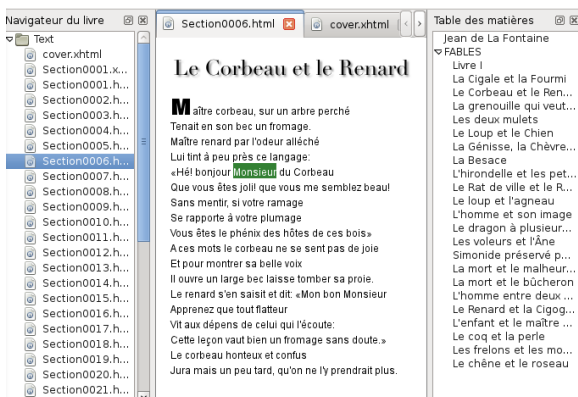 Navigateur du livre
Text
cover.xhtml
Section0001.x...
Section0001.h...
Section0002.h...
Section0003.h...
Section0004.h...
Section0005.h...
Section0006.h...
Section0007.h...
Section0008.h...
Section0009.h...
Section0010.h...
Section0011.h...
Section0012.h...
Section0013.h...
Section0014.h...
Section0015.h...
Section0016.h...
Section0017.h...
Section0018.h...
Section0019.h...
Section0020.h...
Section0021.h...
Section0006.html
cover.xhtml
Le Corbeau et le Renard
Maître corbeau, sur un arbre perché
Tenait en son bec un fromage.
Maître renard par l'odeur alléché
Lui tint à peu près ce langage:
«Hé! bonjour Monsieur du Corbeau
Que vous êtes joli! que vous me semblez beau!
Sans mentir, si votre ramage
Se rapporte à votre plumage
Vous êtes le phénix des hôtes de ces bois»
A ces mots le corbeau ne se sent pas de joie
Et pour montrer sa belle voix
Il ouvre un large bec laisse tomber sa proie.
Le renard s'en saisit et dit: «Mon bon Monsieur
Apprenez que tout flatteur
Vit aux dépens de celui qui l'écoute:
Cette leçon vaut bien un fromage sans doute.»
Le corbeau honteux et confus
Jura mais un peu tard, qu'on ne l'y prendrait plus.
Table des matières
Jean de La Fontaine
FABLES
Livre I
La Cigale et la Fourmi
Le Corbeau et le Ren...
La grenouille qui veut...
Les deux mulets
Le Loup et le Chien
La Génisse, la Chèvre...
La Besace
L'hirondelle et les pet...
Le Rat de ville et le R...
Le loup et l'agneau
L'homme et son image
Le dragon à plusieur...
Les voleurs et l'Âne
Simonide préservé p...
La mort et le malheur...
La mort et le bûcheron
L'homme entre deux ...
Le Renard et la Cigog...
L'enfant et le maître ...
Le coq et la perle
Les frelons et les mo...
Le chêne et le roseau